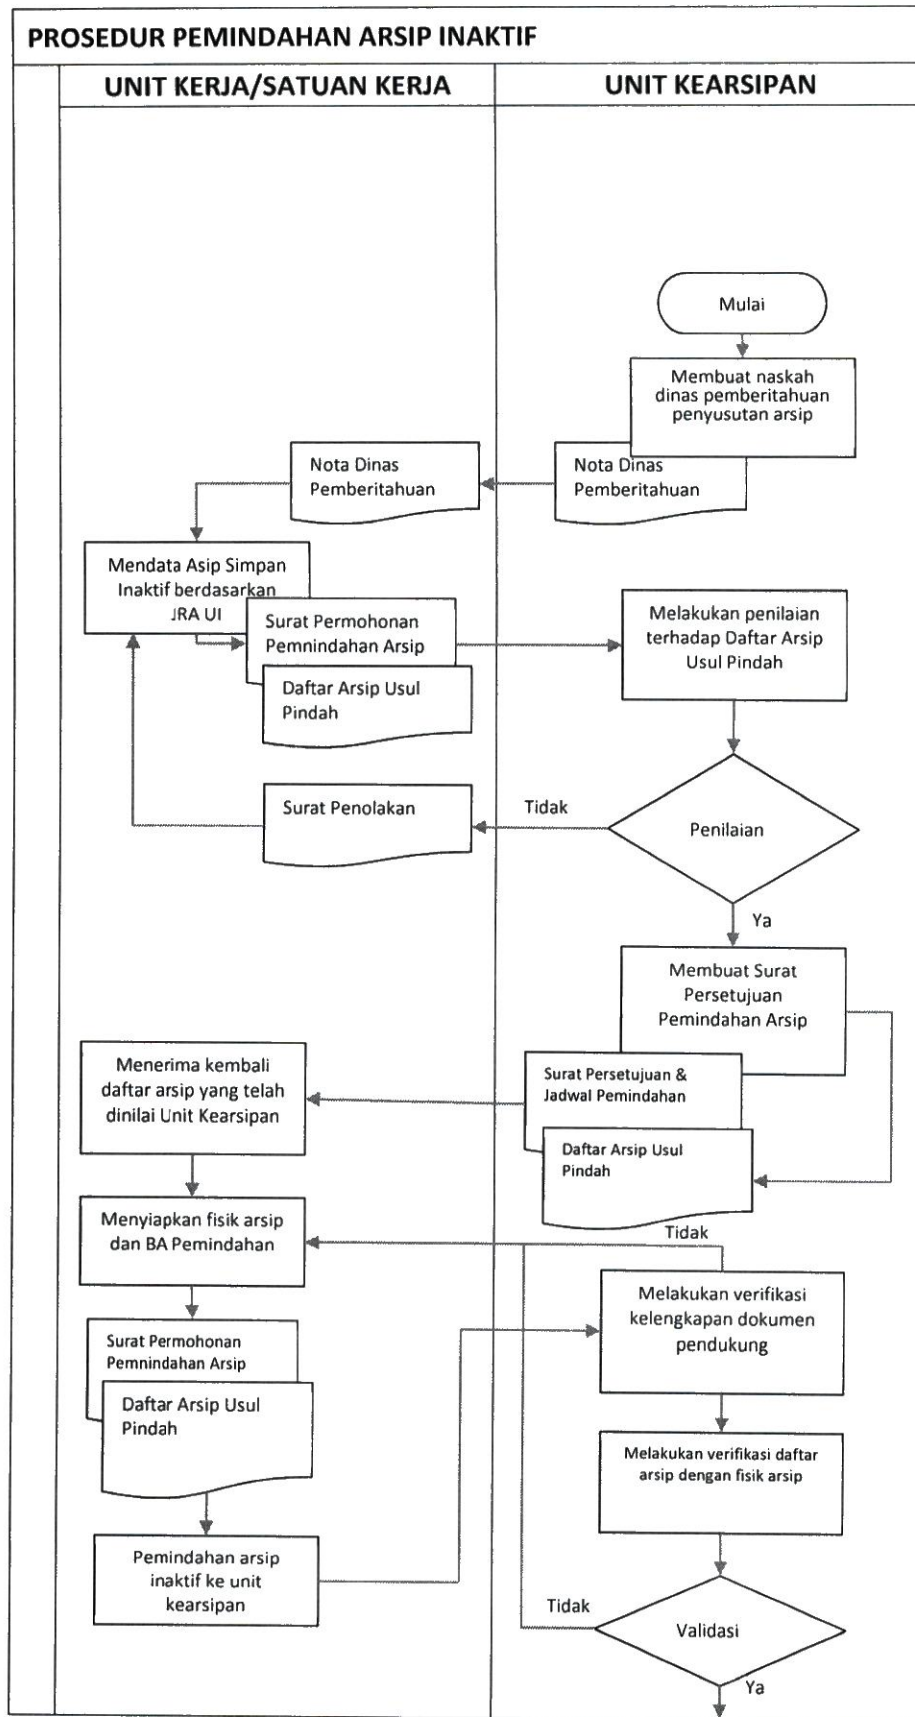 PROSEDUR PEMINDAHAN ARSIP INAKTIF
UNIT KERJA/SATUAN KERJA
UNIT KEARSIPAN
Mulai
Membuat naskah
dinas pemberitahuan
penyusutan arsip
Nota Dinas
Pemberitahuan
Nota Dinas
Pemberitahuan
Mendata Asip Simpan
Inaktif berdasarkan
JRA UI
Surat Permohonan
Pemnindahan Arsip
Daftar Arsip Usul
Pindah
Melakukan penilaian
terhadap Daftar Arsip
Usul Pindah
Penilaian
Tidak
Surat Penolakan
Ya
Membuat Surat
Persetujuan
Pemindahan Arsip
Surat Persetujuan &
Jadwal Pemindahan
Daftar Arsip Usul
Pindah
Menerima kembali
daftar arsip yang telah
dinilai Unit Kearsipan
Menyiapkan fisik arsip
dan BA Pemindahan
Surat Permohonan
Pemnindahan Arsip
Daftar Arsip Usul
Pindah
Pemindahan arsip
inaktif ke unit
kearsipan
Tidak
Melakukan verifikasi
kelengkapan dokumen
pendukung
Melakukan verifikasi daftar
arsip dengan fisik arsip
Tidak
Validasi
Ya